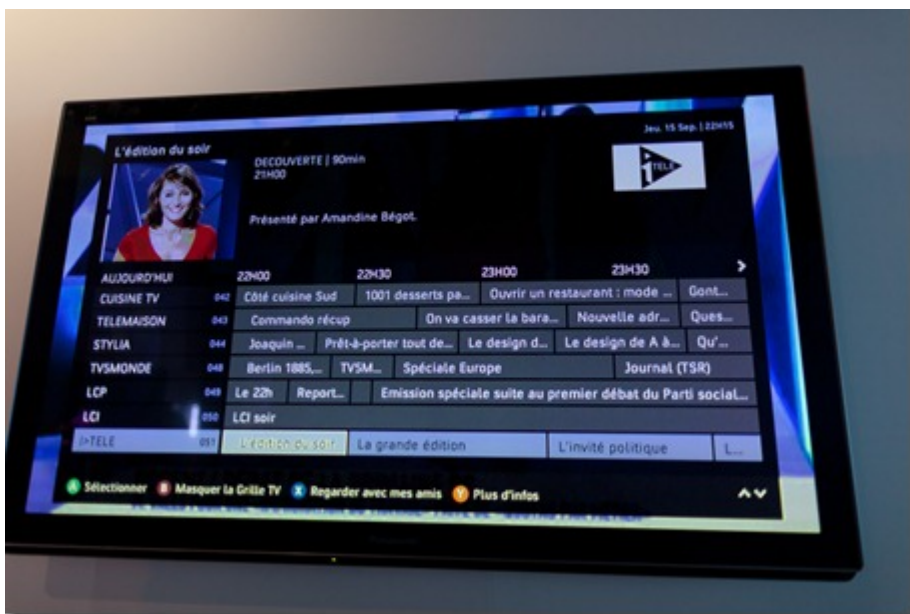 Jeu. 15 Sep. | 22H15
L'édition du soir
DECOUVERTE | 90min
21H00
i TELE
Présenté par Amandine Bégot.
AUJOURD'HUI 22H00 22H30 23H00 23H30
CUISINE TV 042 Côté cuisine Sud 1001 desserts pa... Ouvrir un restaurant : mode ... Gont...
TELEMAISON 043 Commando récup On va casser la bara... Nouvelle adr... Ques...
STYLIA 044 Joaquin ... Prêt-à-porter tout de... Le design d... Le design de A à... Qu'...
TV5MONDE 048 Berlin 1885,... TV5M... Spéciale Europe Journal (TSR)
LCP 049 Le 22h Report... Emission spéciale suite au premier débat du Parti social...
LCI 050 LCI soir
I>TELE 051 L'édition du soir La grande édition L'invité politique L...
A Sélectionner B Masquer la Grille TV X Regarder avec mes amis Y Plus d'infos
Panasonic